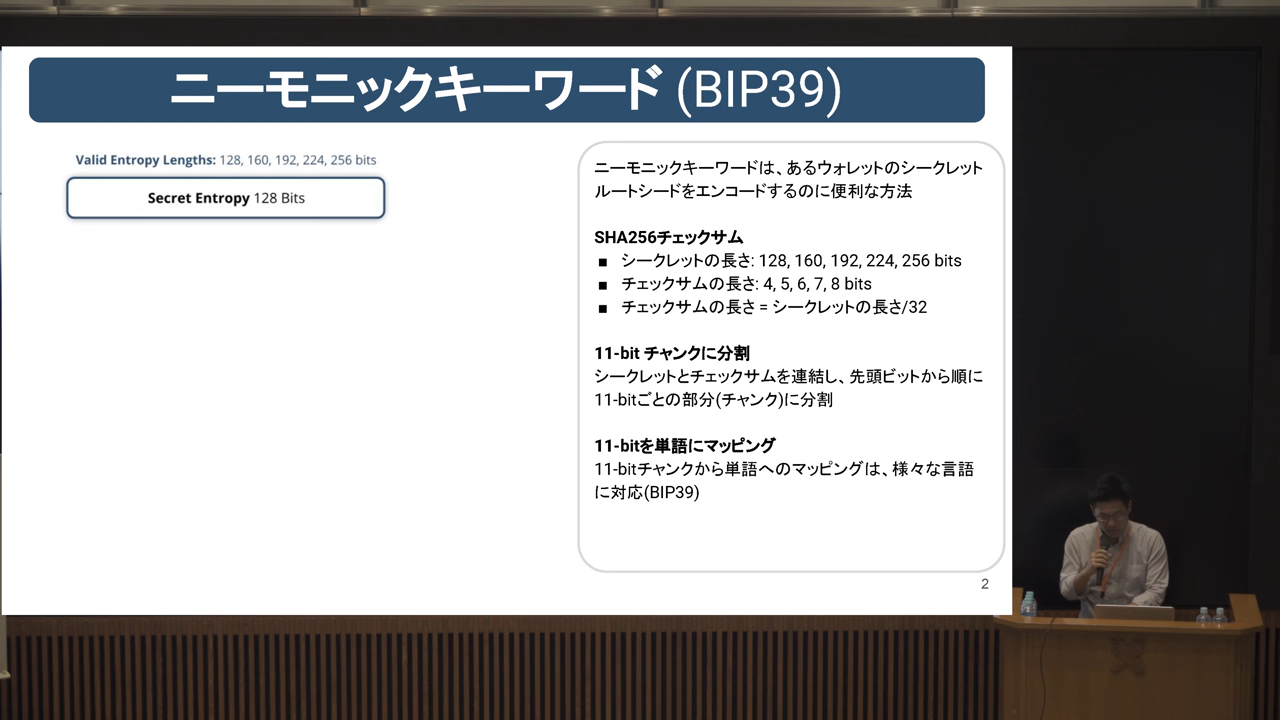 ニーモニックキーワード (BIP39)
Valid Entropy Lengths: 128, 160, 192, 224, 256 bits
Secret Entropy 128 Bits
ニーモニックキーワードは、あるウォレットのシークレット
ルートシードをエンコードするのに便利な方法
SHA256チェックサム
■ シークレットの長さ: 128, 160, 192, 224, 256 bits
■ チェックサムの長さ: 4, 5, 6, 7, 8 bits
■ チェックサムの長さ = シークレットの長さ/32
11-bit チャンクに分割
シークレットとチェックサムを連結し、先頭ビットから順に
11-bitごとの部分(チャンク)に分割
11-bitを単語にマッピング
11-bitチャンクから単語へのマッピングは、様々な言語
に対応(BIP39)
2